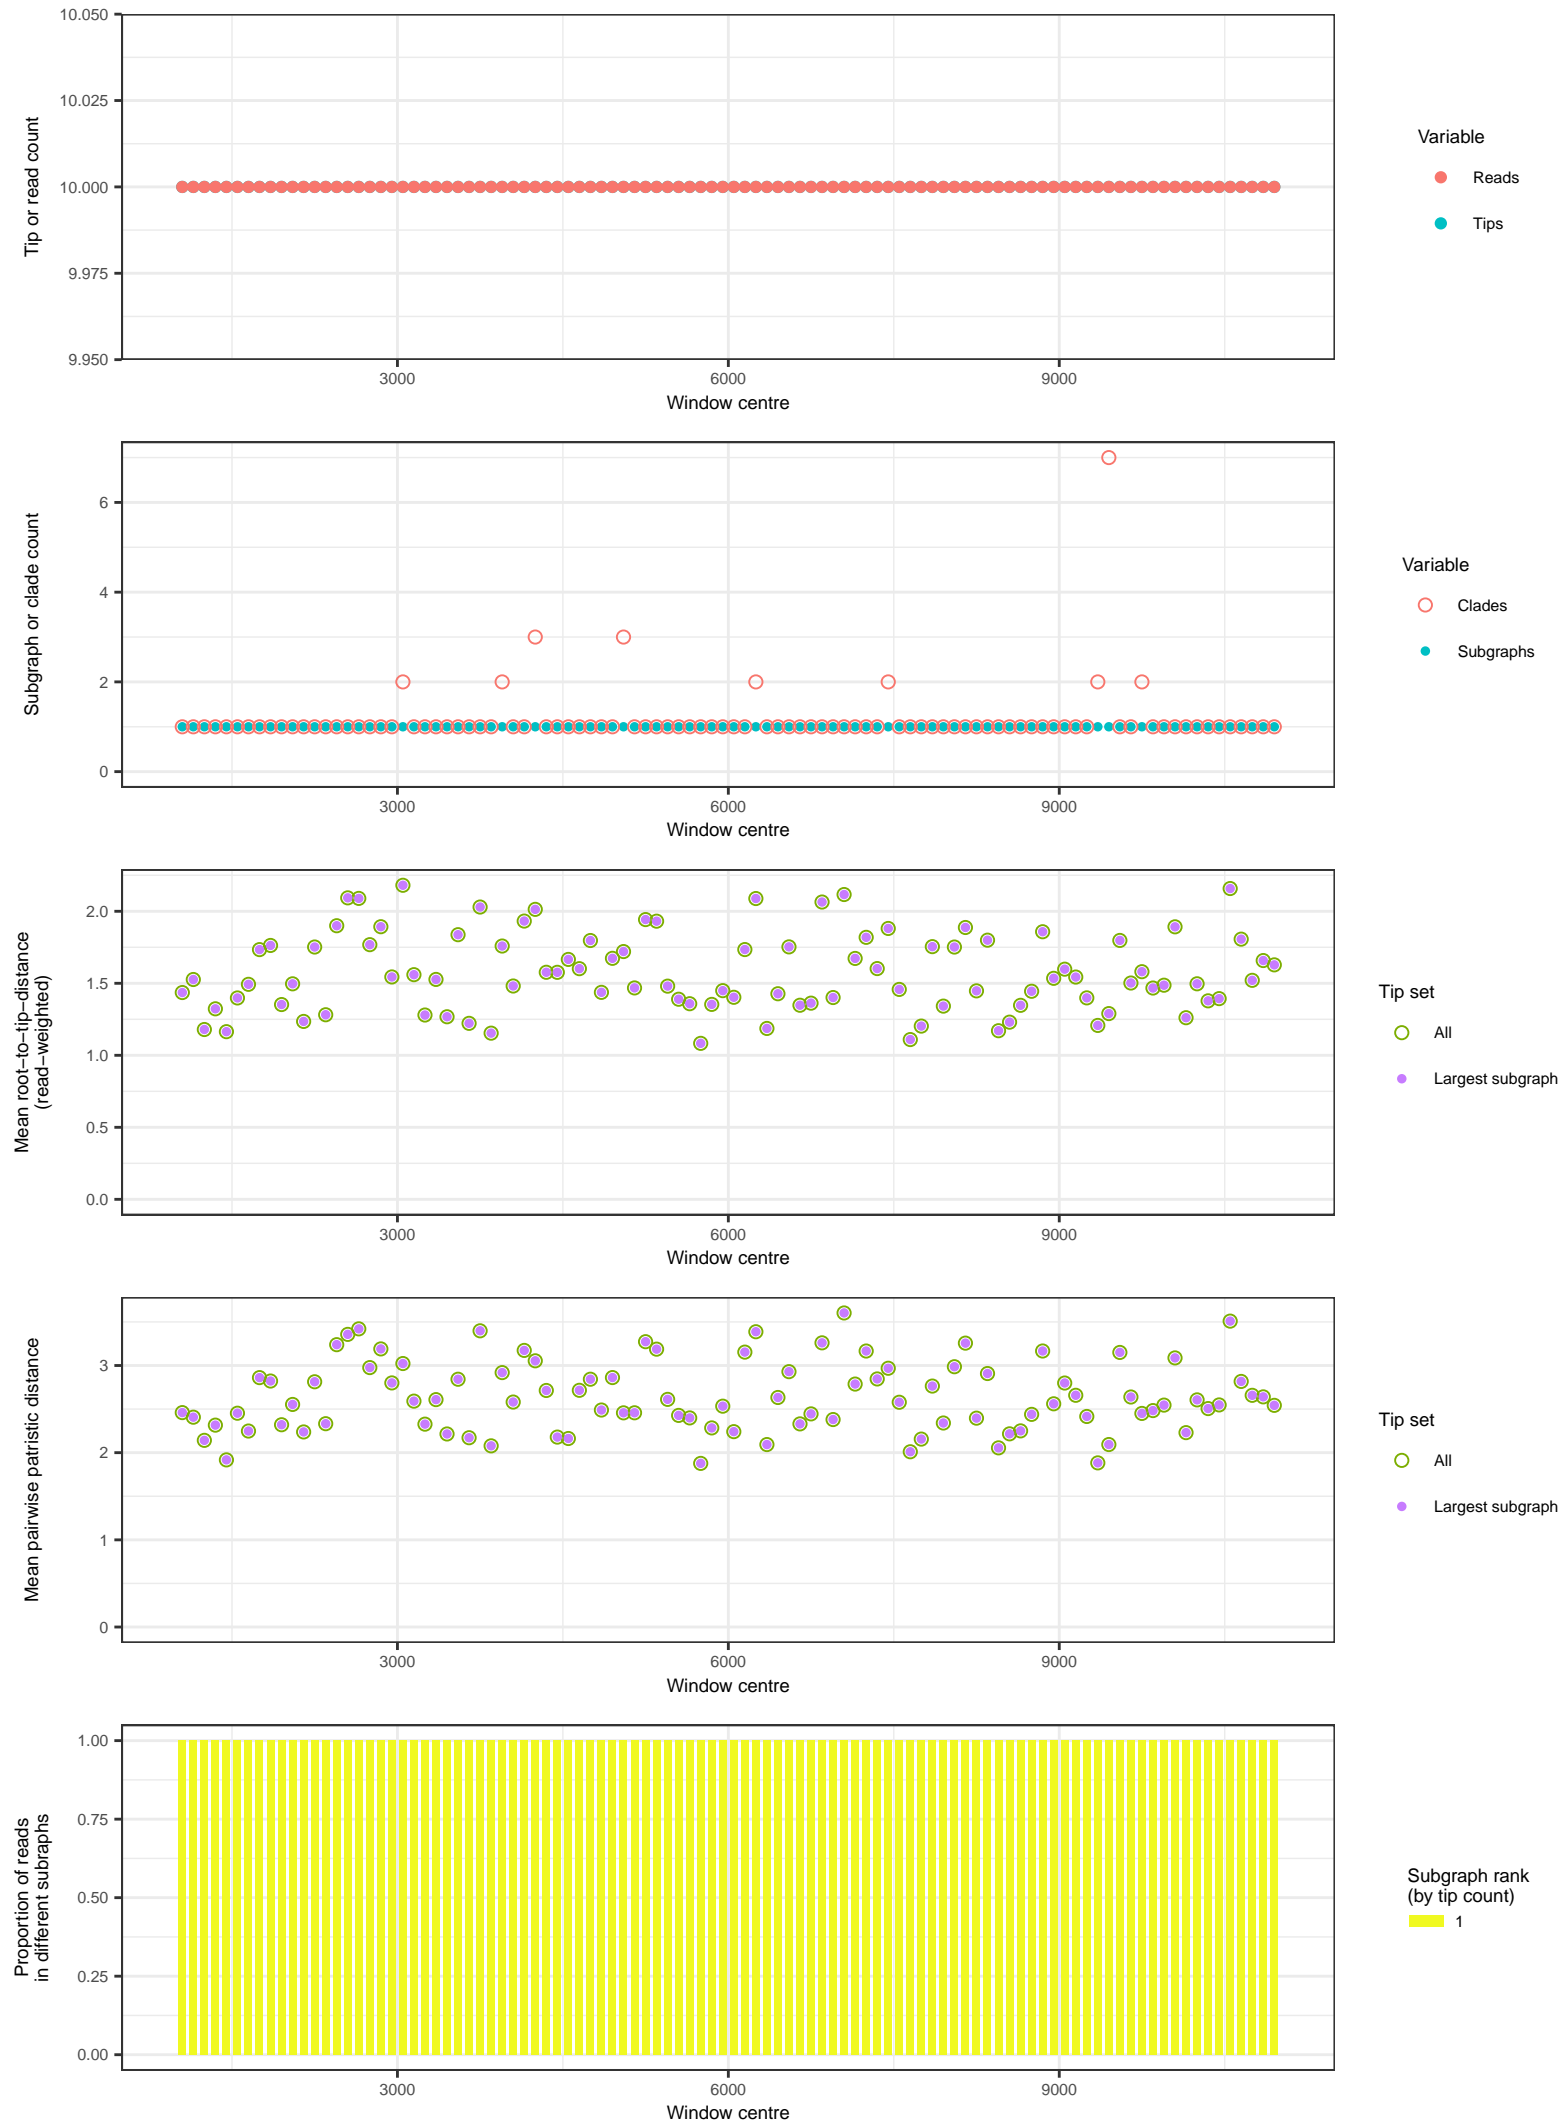 10.050
10.025
10.000
9.975
9.950
Tip or read count
3000
6000
9000
Window centre
Variable
Reads
Tips
6
4
2
0
Subgraph or clade count
3000
6000
9000
Window centre
Variable
Clades
Subgraphs
2.0
1.5
1.0
0.5
0.0
Mean root−to−tip−distance
(read−weighted)
3000
6000
9000
Window centre
Tip set
All
Largest subgraph
3
2
1
0
Mean pairwise patristic distance
3000
6000
9000
Window centre
Tip set
All
Largest subgraph
1.00
0.75
0.50
0.25
0.00
Proportion of reads
in different subraphs
3000
6000
9000
Window centre
Subgraph rank
(by tip count)
1